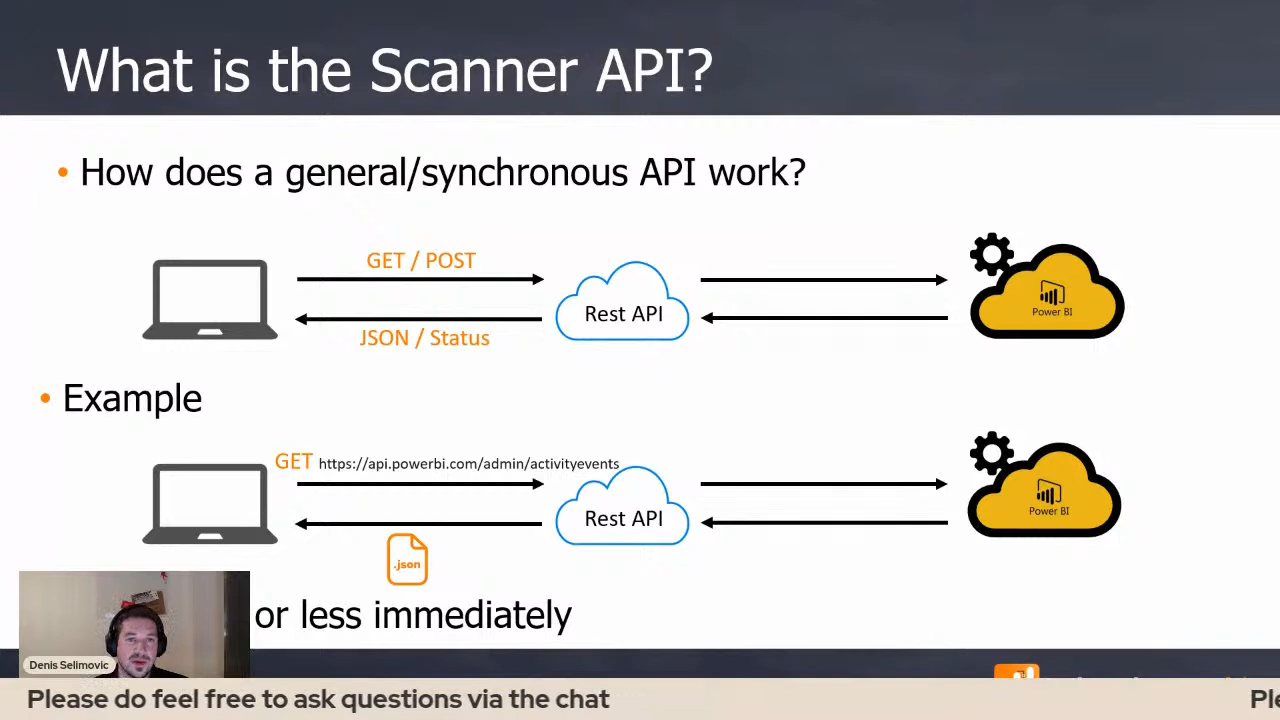 What is the Scanner API?
• How does a general/synchronous API work?
GET / POST
Rest API
Power BI
JSON / Status
• Example
GET https://api.powerbi.com/admin/activityevents
Rest API
Power BI
.json
or less immediately
Denis Selimovic
Please do feel free to ask questions via the chat
Ple